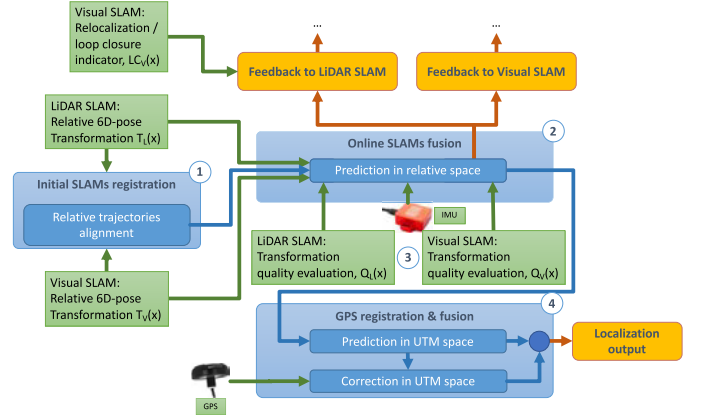 Visual SLAM:
Relocalization /
loop closure
indicator, LCV(x)
...
...
Feedback to LiDAR SLAM
Feedback to Visual SLAM
LiDAR SLAM:
Relative 6D-pose
Transformation TL(x)
2
Online SLAMs fusion
Prediction in relative space
1
Initial SLAMs registration
Relative trajectories
alignment
IMU
LiDAR SLAM:
Transformation
quality evaluation, QL(x)
3
Visual SLAM:
Transformation
quality evaluation, QV(x)
Visual SLAM:
Relative 6D-pose
Transformation TV(x)
4
GPS registration & fusion
Prediction in UTM space
Localization
output
Correction in UTM space
GPS